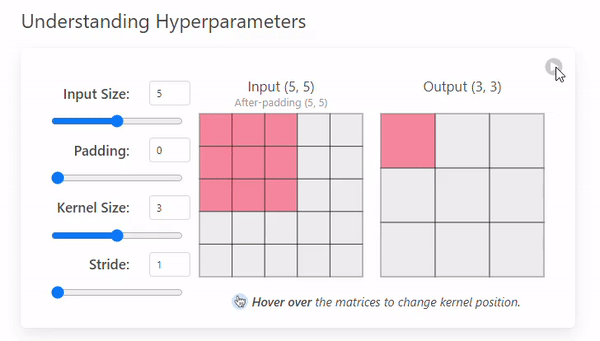 Understanding Hyperparameters
Input Size: 5
Padding: 0
Kernel Size: 3
Stride: 1
Input (5, 5)
After-padding (5, 5)
Output (3, 3)
Hover over the matrices to change kernel position.